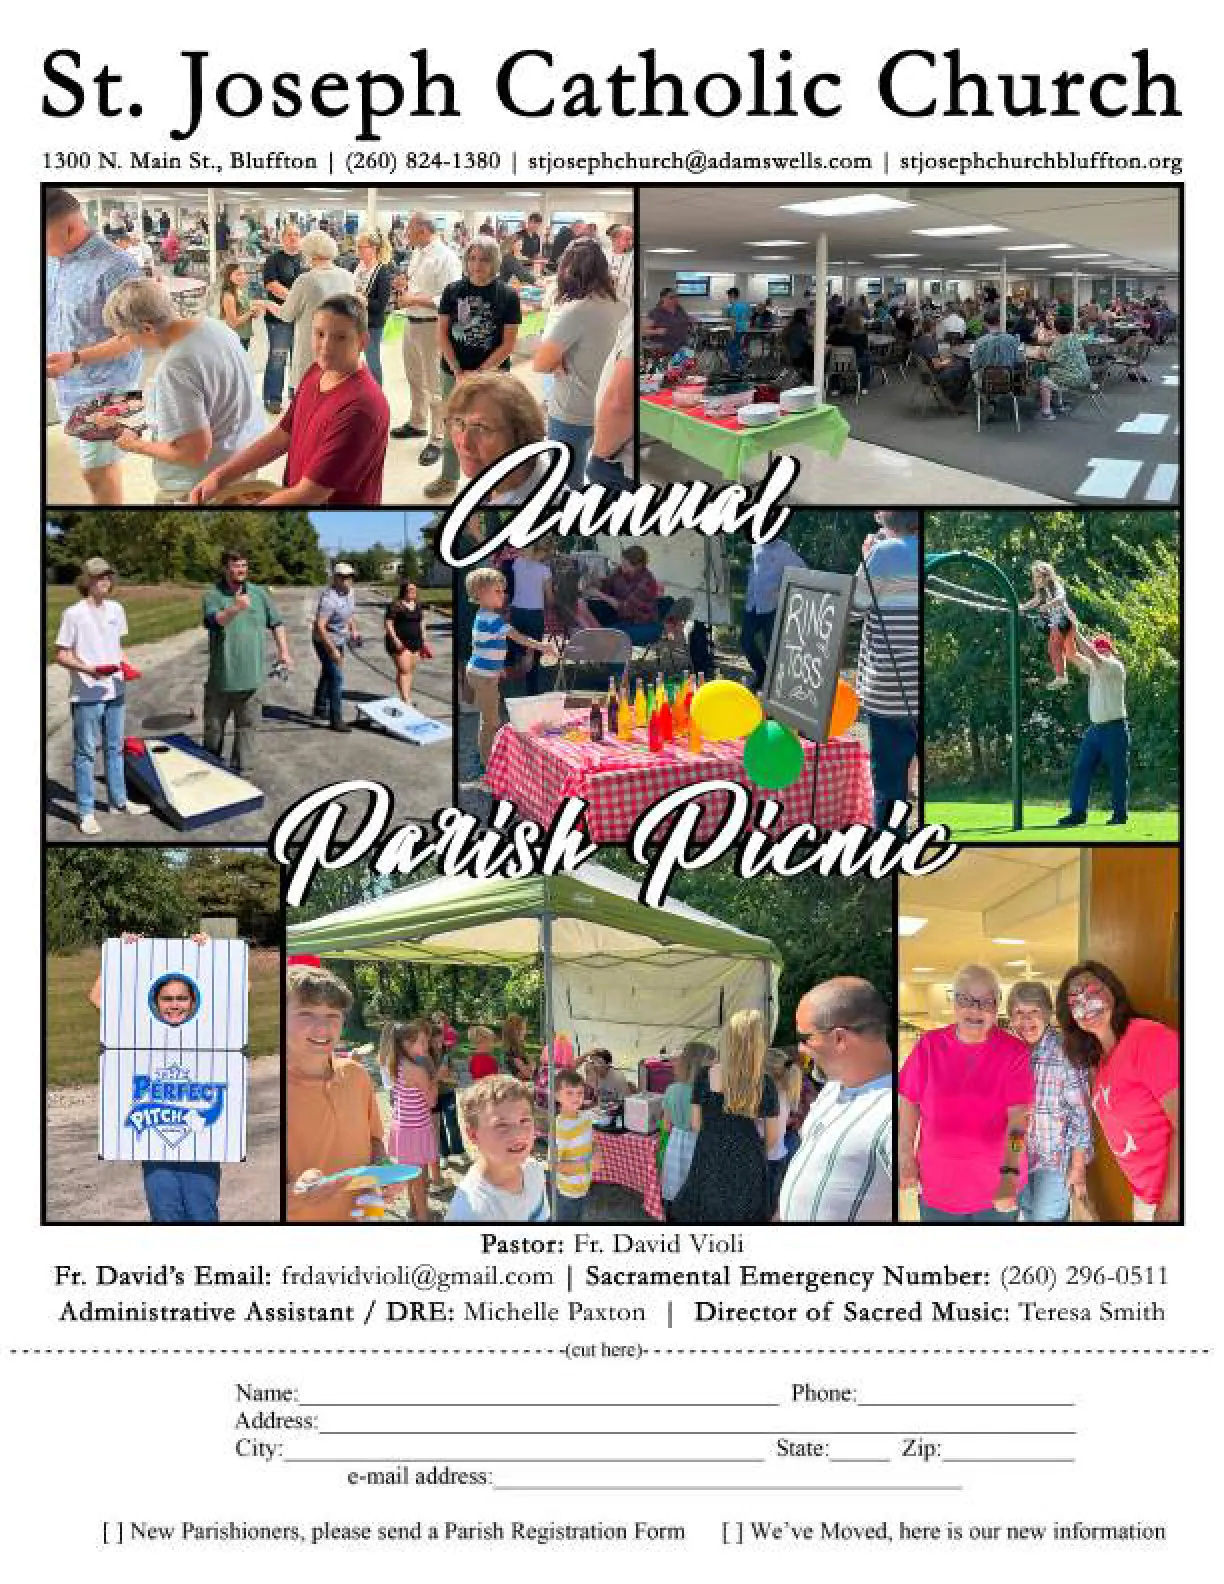 St. Joseph Catholic Church
1300 N. Main St., Bluffton | (260) 824-1380 | stjosephchurch@adamswells.com | stjosephchurchbluffton.org
Annual
RING
TOSS
Parish Picnic
PERFECT
PITCH
Pastor: Fr. David Violi
Fr. David's Email: frdavidvioli@gmail.com | Sacramental Emergency Number: (260) 296-0511
Administrative Assistant / DRE: Michelle Paxton | Director of Sacred Music: Teresa Smith
(cut here)
Name: Phone:
Address:
City: State: Zip:
e-mail address:
[ ] New Parishioners, please send a Parish Registration Form [ ] We've Moved, here is our new information